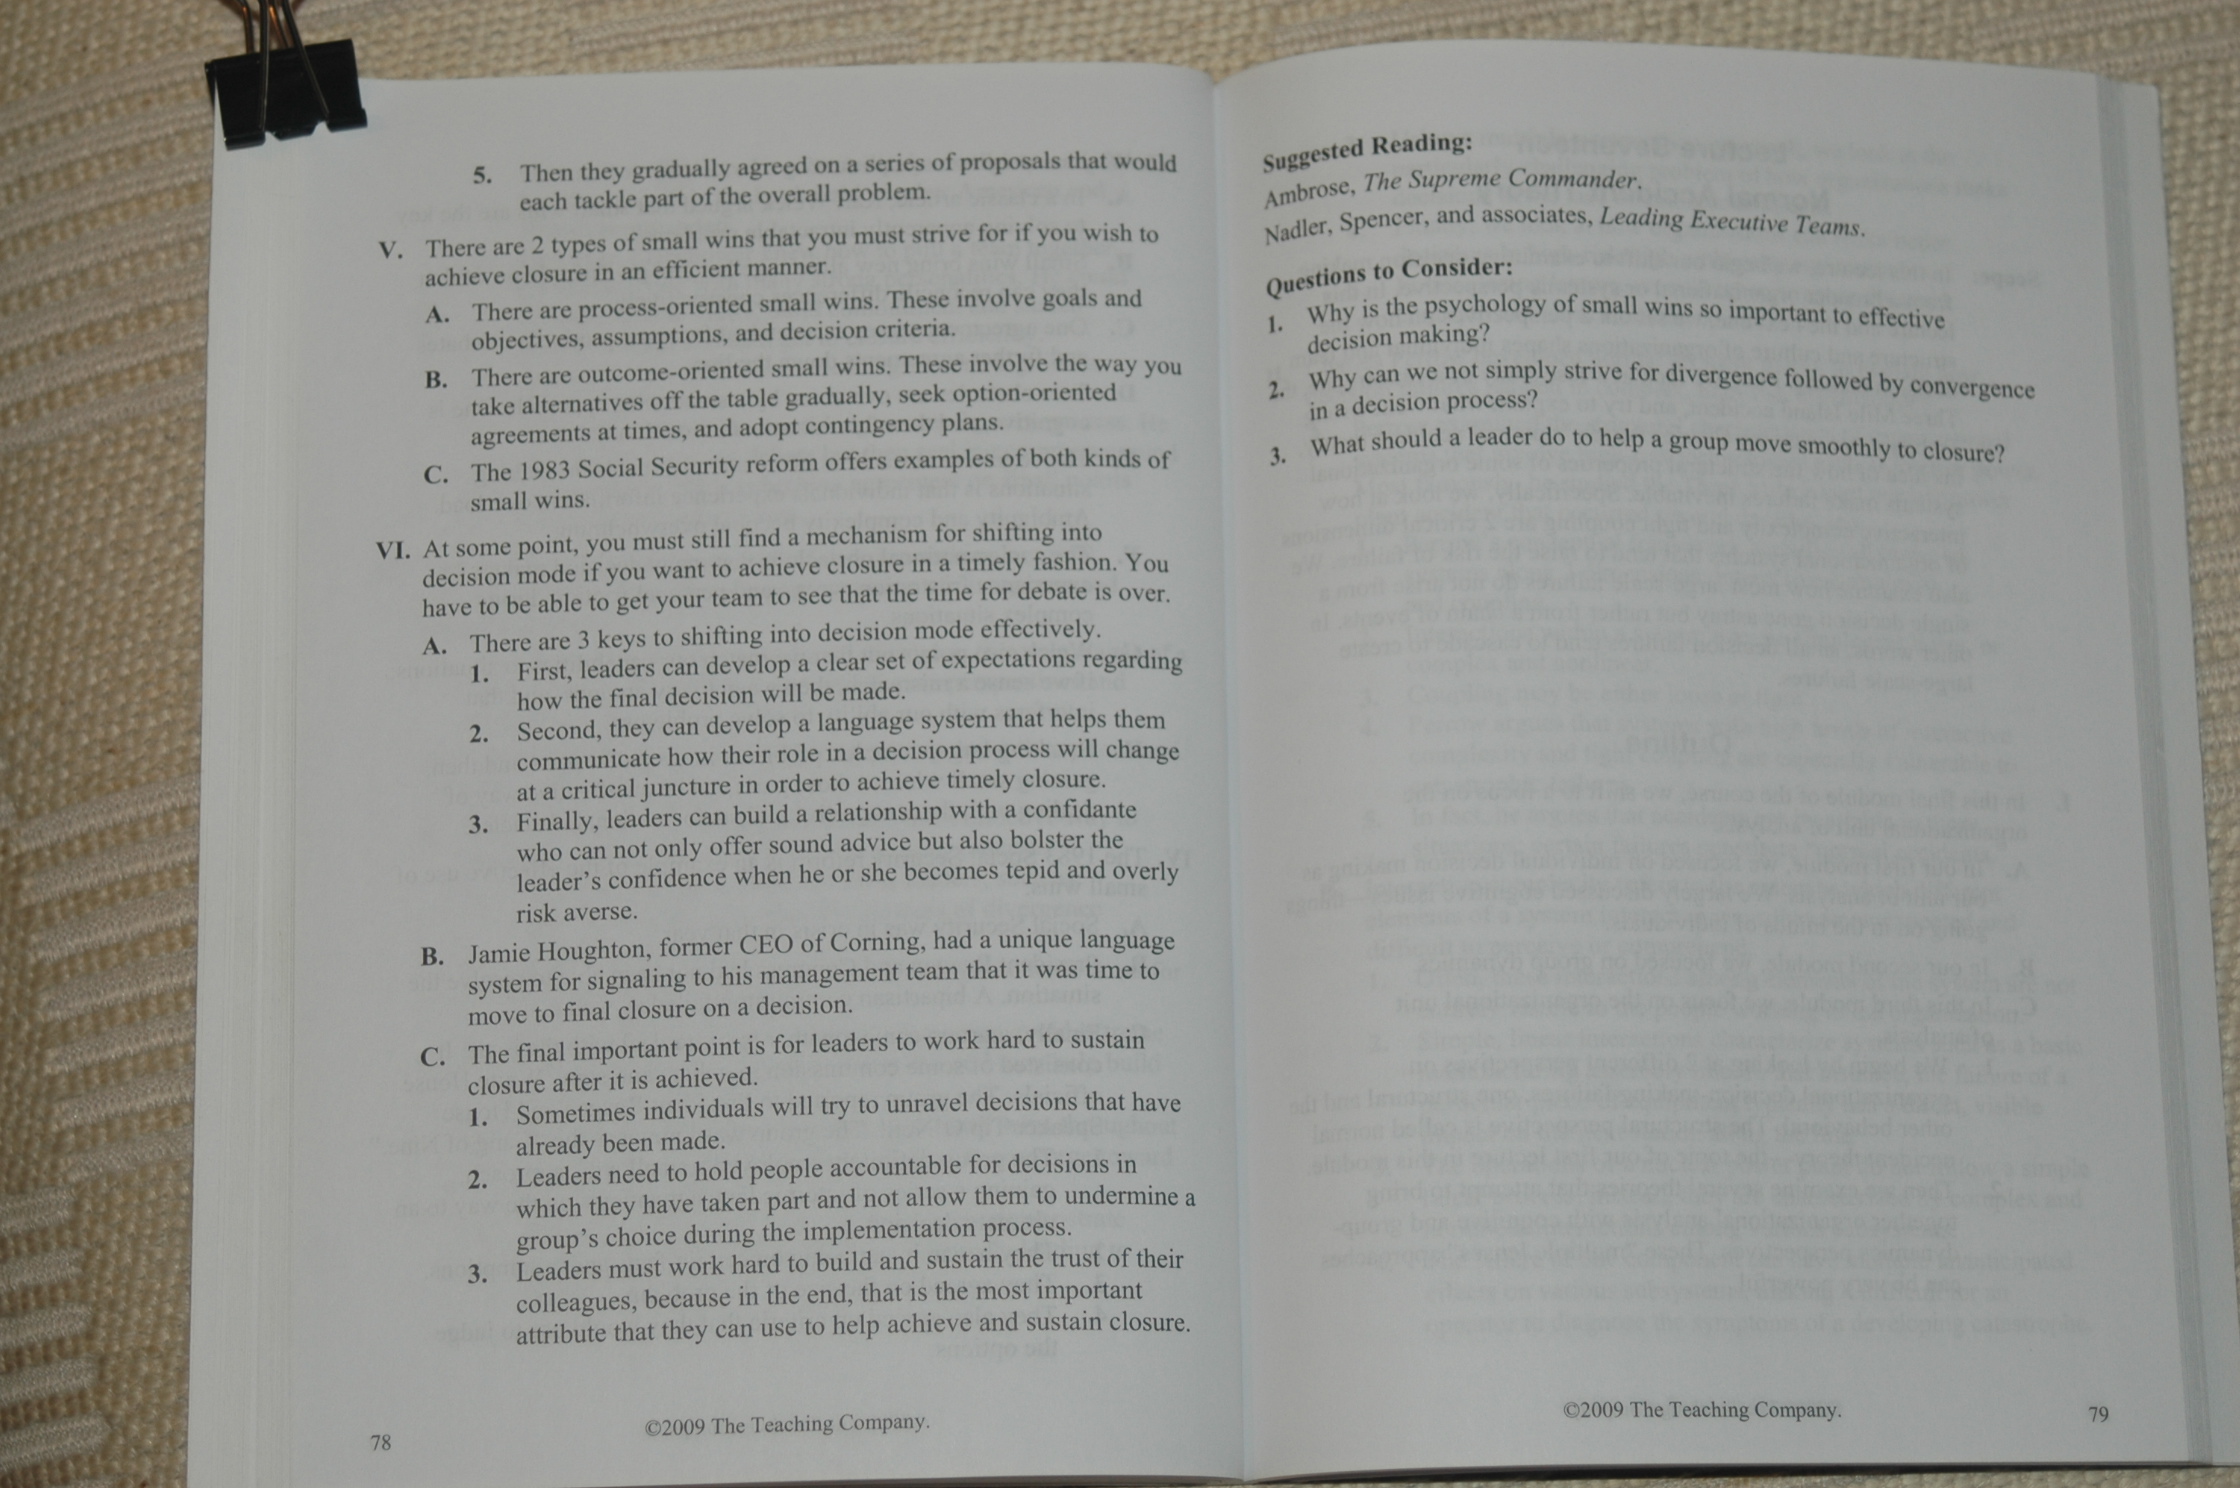 5. Then they gradually agreed on a series of proposals that would
each tackle part of the overall problem.
V. There are 2 types of small wins that you must strive for if you wish to
achieve closure in an efficient manner.
A. There are process-oriented small wins. These involve goals and
objectives, assumptions, and decision criteria.
B. There are outcome-oriented small wins. These involve the way you
take alternatives off the table gradually, seek option-oriented
agreements at times, and adopt contingency plans.
C. The 1983 Social Security reform offers examples of both kinds of
small wins.
VI. At some point, you must still find a mechanism for shifting into
decision mode if you want to achieve closure in a timely fashion. You
have to be able to get your team to see that the time for debate is over.
A. There are 3 keys to shifting into decision mode effectively.
1. First, leaders can develop a clear set of expectations regarding
how the final decision will be made.
2. Second, they can develop a language system that helps them
communicate how their role in a decision process will change
at a critical juncture in order to achieve timely closure.
3. Finally, leaders can build a relationship with a confidante
who can not only offer sound advice but also bolster the
leader's confidence when he or she becomes tepid and overly
risk averse.
B. Jamie Houghton, former CEO of Corning, had a unique language
system for signaling to his management team that it was time to
move to final closure on a decision.
C. The final important point is for leaders to work hard to sustain
closure after it is achieved.
1. Sometimes individuals will try to unravel decisions that have
already been made.
2. Leaders need to hold people accountable for decisions in
which they have taken part and not allow them to undermine a
group's choice during the implementation process.
3. Leaders must work hard to build and sustain the trust of their
colleagues, because in the end, that is the most important
attribute that they can use to help achieve and sustain closure.
78
©2009 The Teaching Company.
Suggested Reading:
Ambrose, The Supreme Commander.
Nadler, Spencer, and associates, Leading Executive Teams.
Questions to Consider:
1. Why is the psychology of small wins so important to effective
decision making?
2. Why can we not simply strive for divergence followed by convergence
in a decision process?
3. What should a leader do to help a group move smoothly to closure?
©2009 The Teaching Company.
79